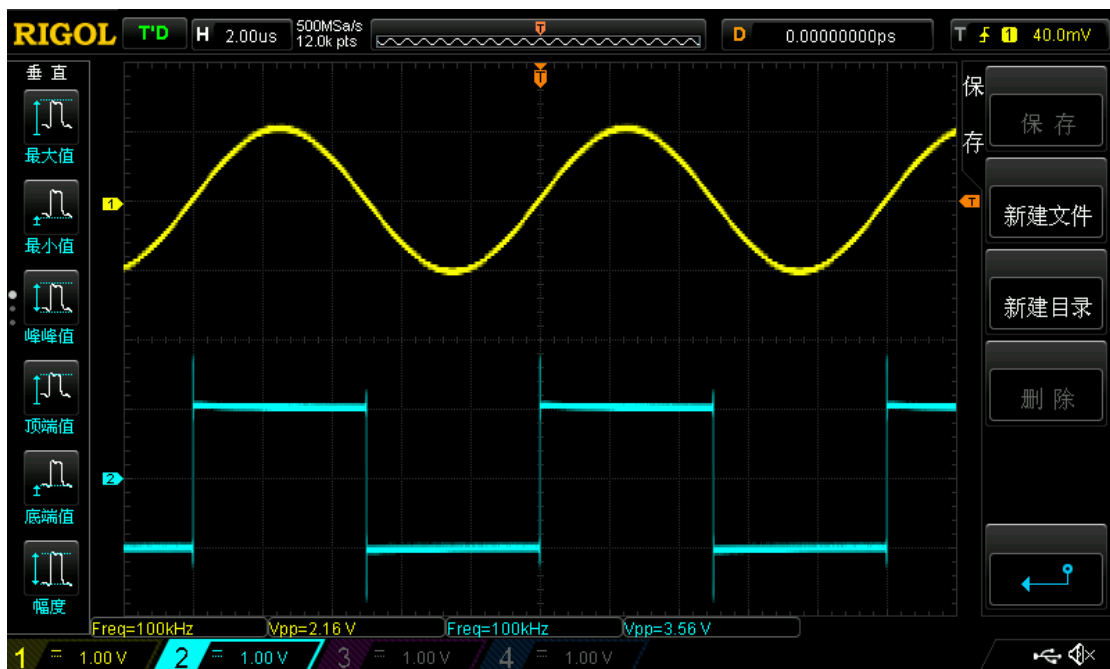 RIGOL T'D H 2.00us 500MSa/s 12.0k pts T D 0.00000000ps T 1 40.0mV
垂直
最大值
最小值
峰峰值
顶端值
底端值
幅度
T
1
T
2
保存
保存
新建文件
新建目录
删除
Freq=100kHz Vpp=2.16 V Freq=100kHz Vpp=3.56 V
1 = 1.00 V 2 = 1.00 V 3 = 1.00 V 4 = 1.00 V